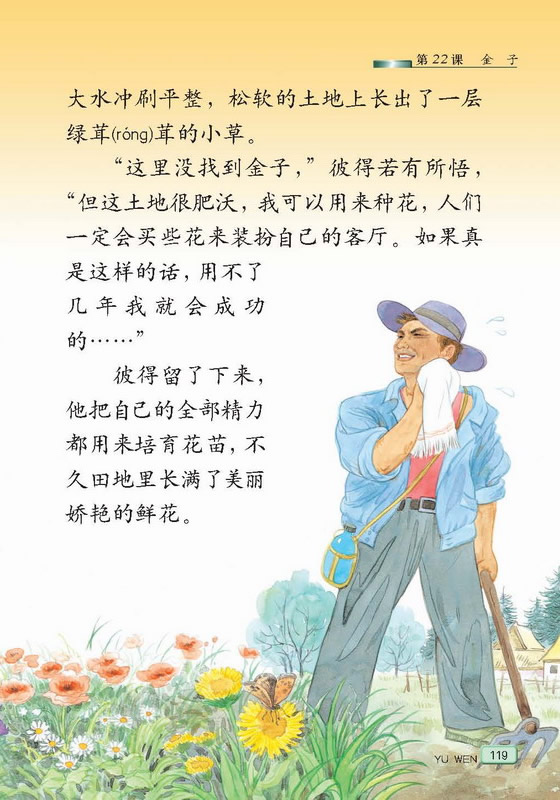 第22课 金子
大水冲刷平整，松软的土地上长出了一层
绿茸(róng)茸的小草。
“这里没找到金子，”彼得若有所悟，
“但这土地很肥沃，我可以用来种花，人们
一定会买些花来装扮自己的客厅。如果真
是这样的话，用不了
几年我就会成功
的……”
彼得留了下来，
他把自己的全部精力
都用来培育花苗，不
久田地里长满了美丽
娇艳的鲜花。
YU WEN 119